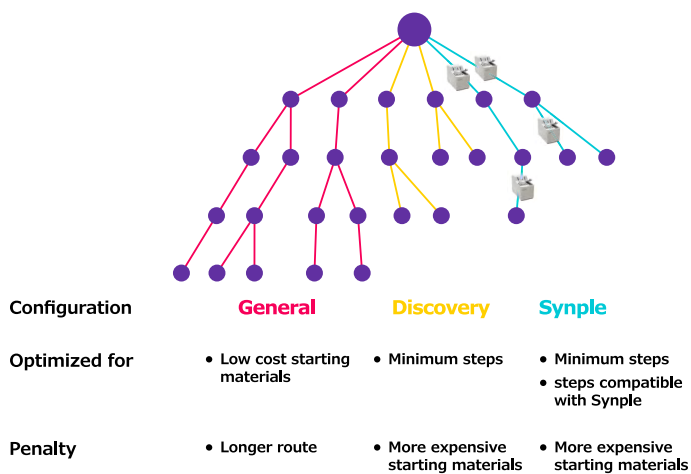 Configuration General Discovery Synple
Optimized for
• Low cost starting
materials
• Minimum steps
• Minimum steps
• steps compatible
with Synple
Penalty
• Longer route
• More expensive
starting materials
• More expensive
starting materials